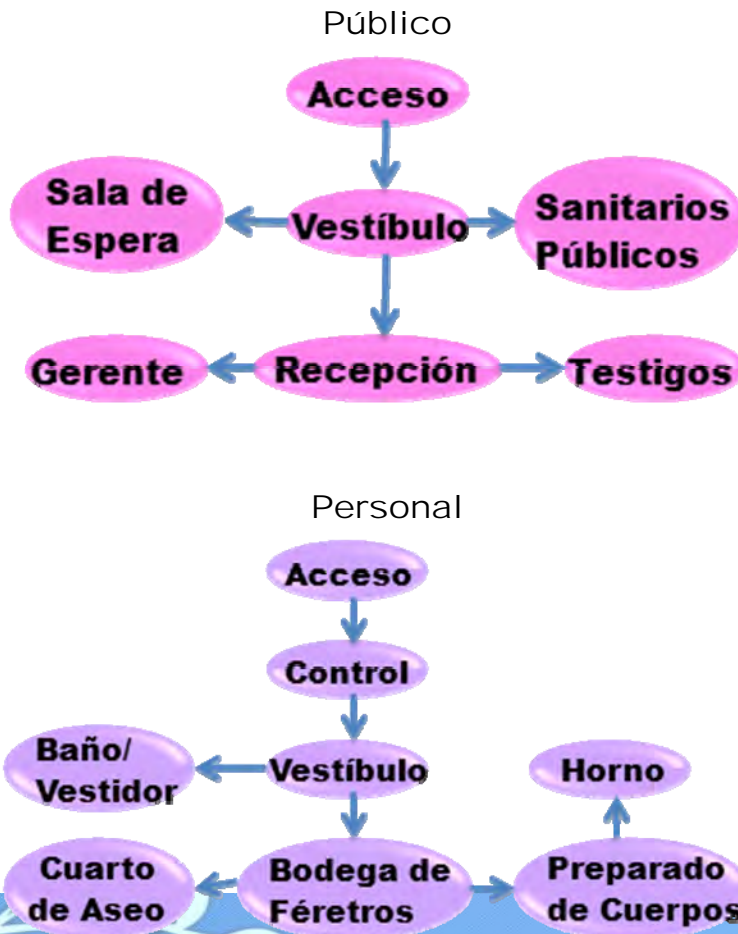 Público
Acceso
Sala de
Espera
Vestíbulo
Sanitarios
Públicos
Gerente
Recepción
Testigos
Personal
Acceso
Control
Baño/
Vestidor
Vestíbulo
Horno
Cuarto
de Aseo
Bodega de
Féretros
Preparado
de Cuerpos